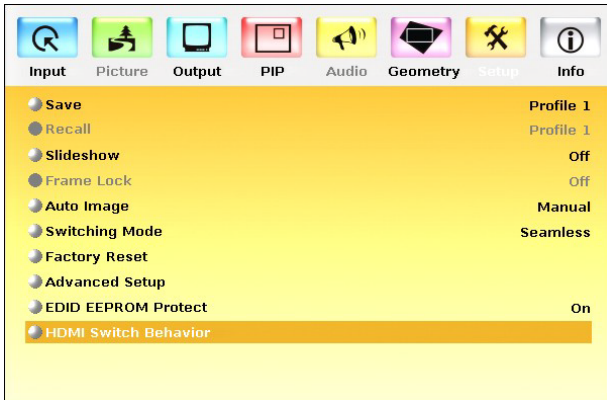 Input Picture Output PIP Audio Geometry Setup Info
Save Profile 1
Recall Profile 1
Slideshow Off
Frame Lock Off
Auto Image Manual
Switching Mode Seamless
Factory Reset
Advanced Setup
EDID EEPROM Protect On
HDMI Switch Behavior